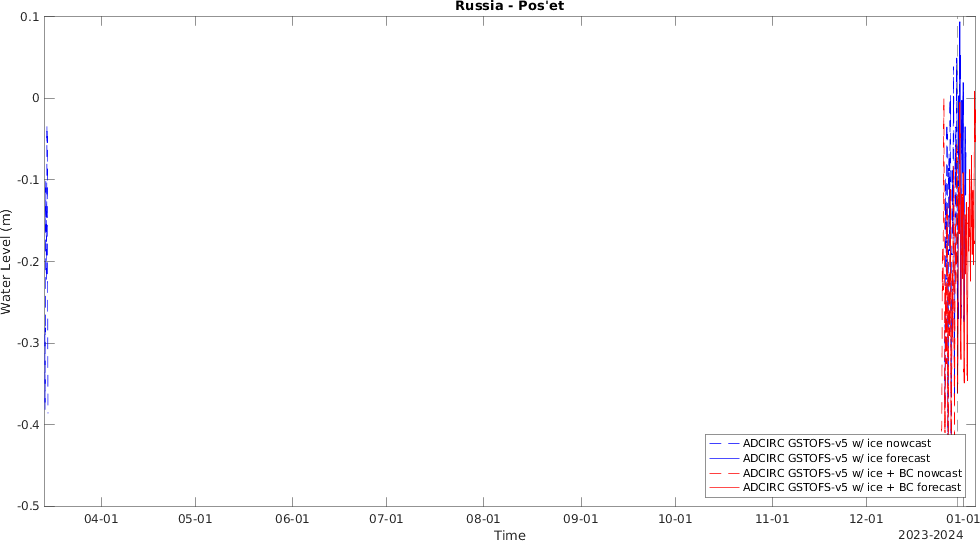 Russia - Pos'et
0.1
0
-0.1
-0.2
-0.3
-0.4
-0.5
Water Level (m)
04-01
05-01
06-01
07-01
08-01
09-01
10-01
11-01
12-01
01-01
Time
2023-2024
ADCIRC GSTOFS-v5 w/ ice nowcast
ADCIRC GSTOFS-v5 w/ ice forecast
ADCIRC GSTOFS-v5 w/ ice + BC nowcast
ADCIRC GSTOFS-v5 w/ ice + BC forecast